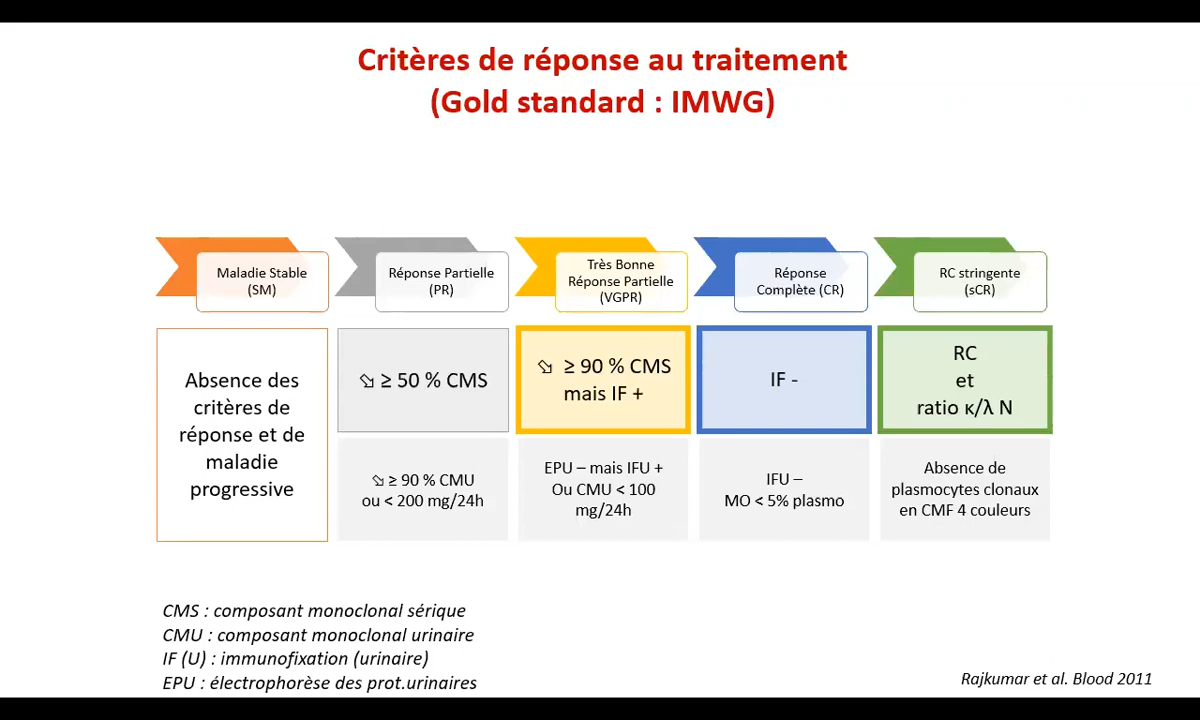 Critères de réponse au traitement
(Gold standard : IMWG)
Maladie Stable
(SM)
Réponse Partielle
(PR)
Très Bonne
Réponse Partielle
(VGPR)
Réponse
Complète (CR)
RC stringente
(sCR)
Absence des
critères de
réponse et de
maladie
progressive
⇘ ≥ 50 % CMS
⇘ ≥ 90 % CMS
mais IF +
IF -
RC
et
ratio κ/λ N
⇘ ≥ 90 % CMU
ou < 200 mg/24h
EPU – mais IFU +
Ou CMU < 100
mg/24h
IFU –
MO < 5% plasmo
Absence de
plasmocytes clonaux
en CMF 4 couleurs
CMS : composant monoclonal sérique
CMU : composant monoclonal urinaire
IF (U) : immunofixation (urinaire)
EPU : électrophorèse des prot.urinaires
Rajkumar et al. Blood 2011